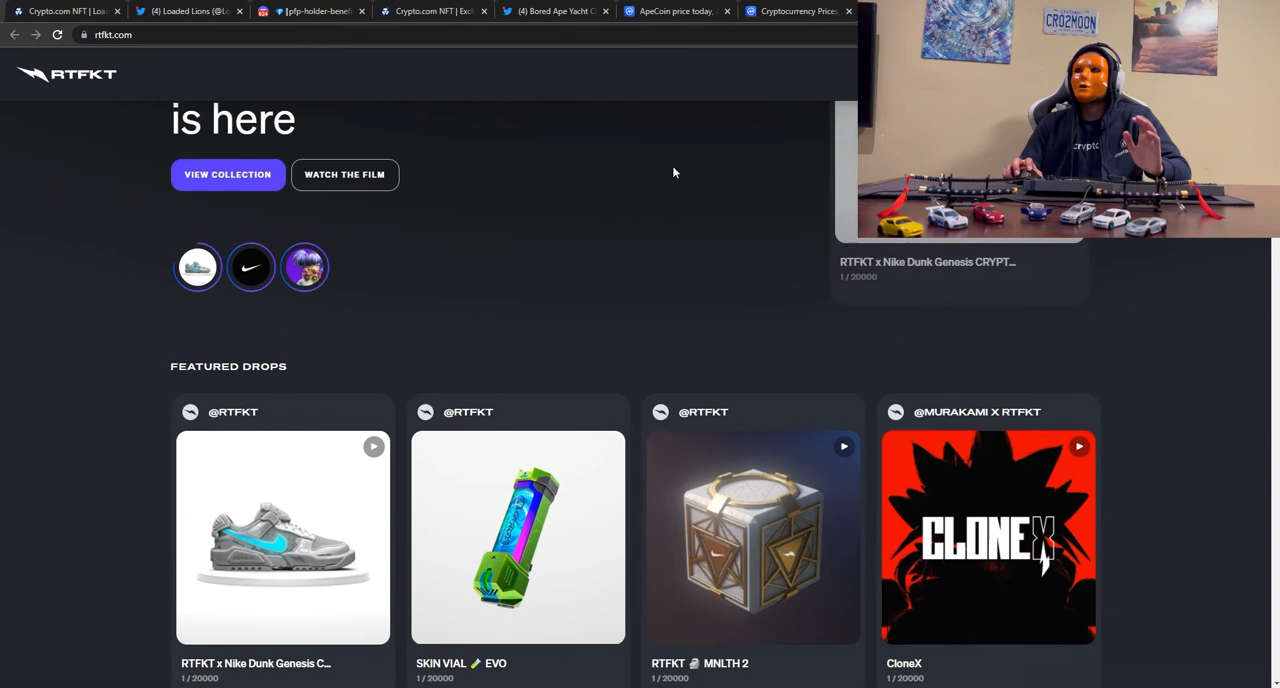 Crypto.com NFT | Loa
(4) Loaded Lions (@Lo
pfp-holder-benef
Crypto.com NFT | Exc
(4) Bored Ape Yacht C
ApeCoin price today,
Cryptocurrency Prices
rtfkt.com
RTFKT
CRO2MOON
crypto
is here
VIEW COLLECTION
WATCH THE FILM
RTFKT x Nike Dunk Genesis CRYPT...
1 / 20000
FEATURED DROPS
@RTFKT
@RTFKT
@RTFKT
@MURAKAMI X RTFKT
CLONEX
RTFKT x Nike Dunk Genesis C...
1 / 20000
SKIN VIAL 🧪 EVO
1 / 20000
RTFKT 🗿 MNLTH 2
1 / 20000
CloneX
1 / 20000